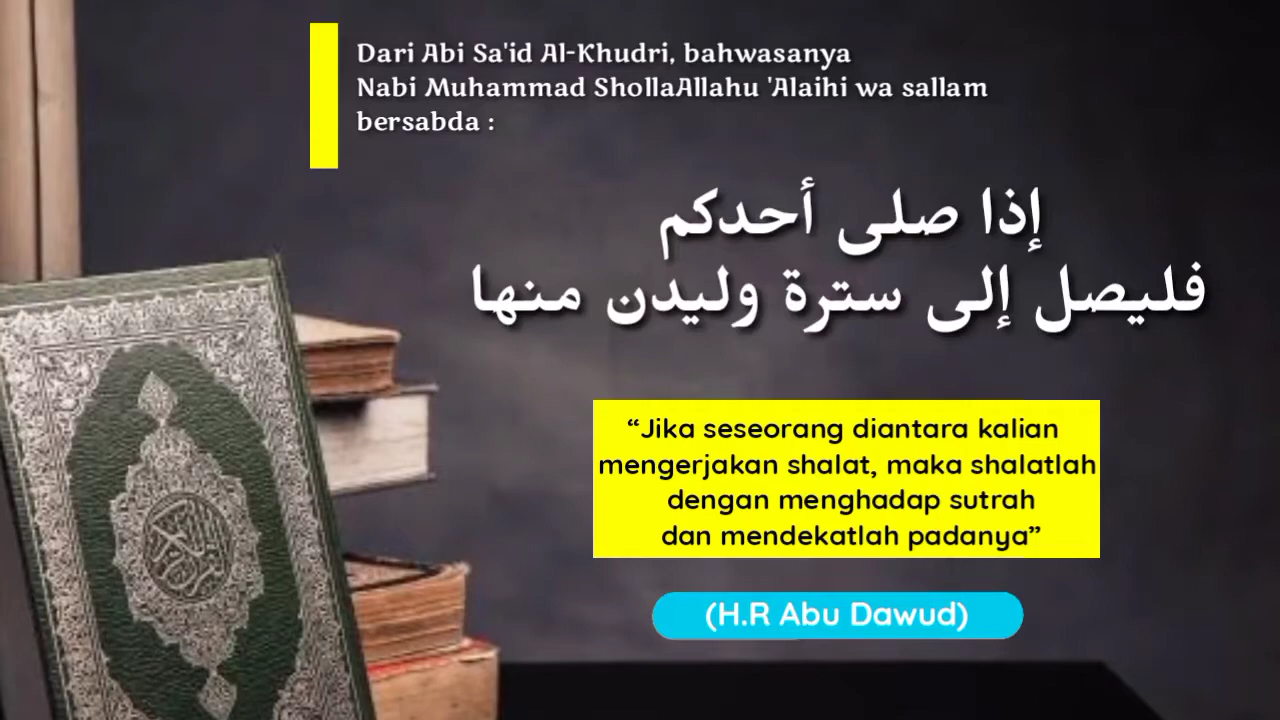 Dari Abi Sa'id Al-Khudri, bahwasanya
Nabi Muhammad ShollaAllahu 'Alaihi wa sallam
bersabda :
إذا صلى أحدكم
فليصل إلى سترة وليدن منها
“Jika seseorang diantara kalian
mengerjakan shalat, maka shalatlah
dengan menghadap sutrah
dan mendekatlah padanya”
(H.R Abu Dawud)